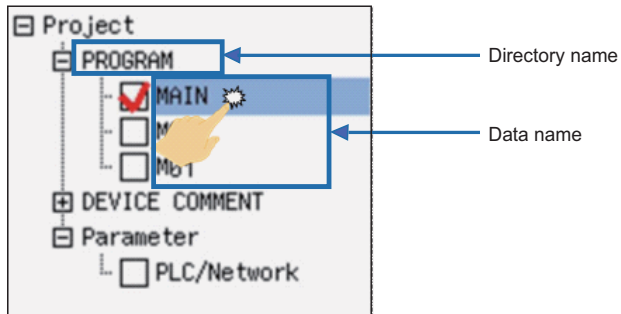 Project
PROGRAM
Directory name
MAIN
Data name
DEVICE COMMENT
Parameter
PLC/Network